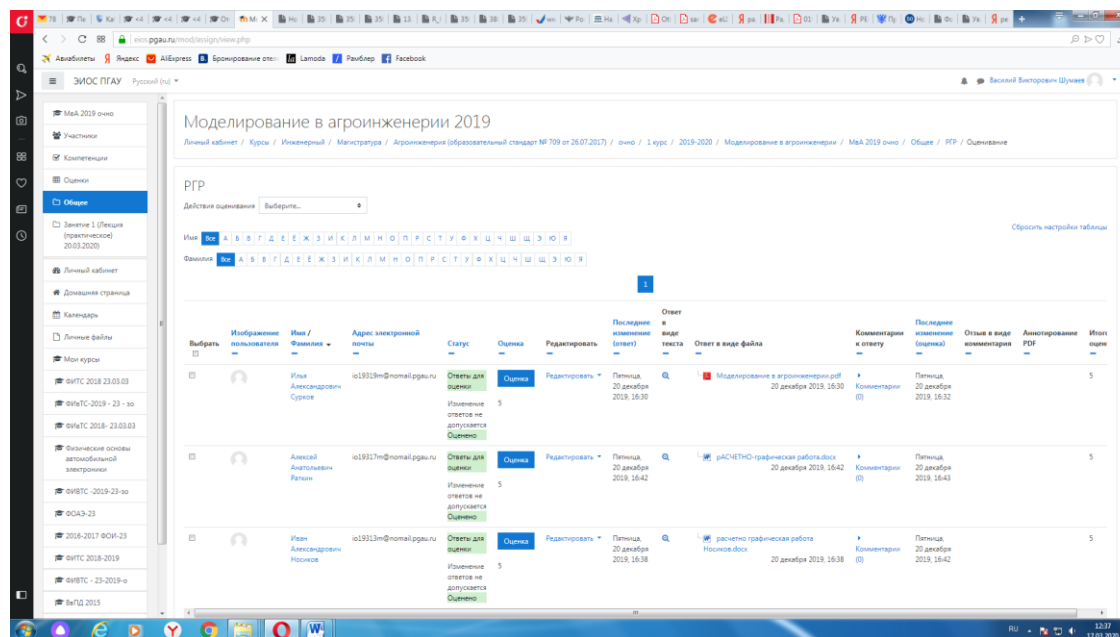 eios.pgau.ru/mod/assign/view.php
Авиабилеты Яндекс AliExpress Бронирование отел Lamoda Рамблер Facebook
ЭИОС ПГАУ Русский (ru)
Василий Викторович Шумаев
МвА 2019 очно
Участники
Компетенции
Оценки
Общее
Занятие 1 (Лекция
(практическое)
20.03.2020)
Личный кабинет
Домашняя страница
Календарь
Личные файлы
Мои курсы
ФИТС 2018 23.03.03
ФИвТС-2019 - 23 - зо
ФИвТС 2018- 23.03.03
Физические основы
автомобильной
электроники
ФИВТС -2019-23-зо
ФОАЭ-23
2016-2017 ФОИ-23
ФИТС 2018-2019
ФИВТС - 23-2019-о
ВвПД 2015
Моделирование в агроинженерии 2019
Личный кабинет / Курсы / Инженерный / Магистратура / Агроинженерия (образовательный стандарт № 709 от 26.07.2017) / очно / 1 курс / 2019-2020 / Моделирование в агроинженерии / МвА 2019 очно / Общее / РГР / Оценивание
РГР
Действия оценивания Выберите...
Сбросить настройки таблицы
Имя Все А Б В Г Д Е Ё Ж З И К Л М Н О П Р С Т У Ф Х Ц Ч Ш Щ Э Ю Я
Фамилия Все А Б В Г Д Е Ё Ж З И К Л М Н О П Р С Т У Ф Х Ц Ч Ш Щ Э Ю Я
1
Выбрать
Изображение
пользователя
Имя /
Фамилия
Адрес электронной
почты
Статус
Оценка
Редактировать
Последнее
изменение
(ответ)
Ответ
в
виде
текста
Ответ в виде файла
Комментарии
к ответу
Последнее
изменение
(оценка)
Отзыв в виде
комментария
Аннотирование
PDF
Итого
оцен
Илья
Александрович
Сурков
io19319m@nomail.pgau.ru
Ответы для
оценки
Изменение
ответов не
допускается
Оценено
Оценка
5
Редактировать
Пятница,
20 декабря
2019, 16:30
Моделирование в агроинженерии.pdf
20 декабря 2019, 16:30
Комментарии
(0)
Пятница,
20 декабря
2019, 16:32
5
Алексей
Анатольевич
Раткин
io19317m@nomail.pgau.ru
Ответы для
оценки
Изменение
ответов не
допускается
Оценено
Оценка
5
Редактировать
Пятница,
20 декабря
2019, 16:42
рАСЧЕТНО-графическая работа.docx
20 декабря 2019, 16:42
Комментарии
(0)
Пятница,
20 декабря
2019, 16:43
5
Иван
Александрович
Носиков
io19313m@nomail.pgau.ru
Ответы для
оценки
Изменение
ответов не
допускается
Оценено
Оценка
5
Редактировать
Пятница,
20 декабря
2019, 16:38
расчетно графическая работа
Носиков.docx
20 декабря 2019, 16:38
Комментарии
(0)
Пятница,
20 декабря
2019, 16:42
5
RU
12:37